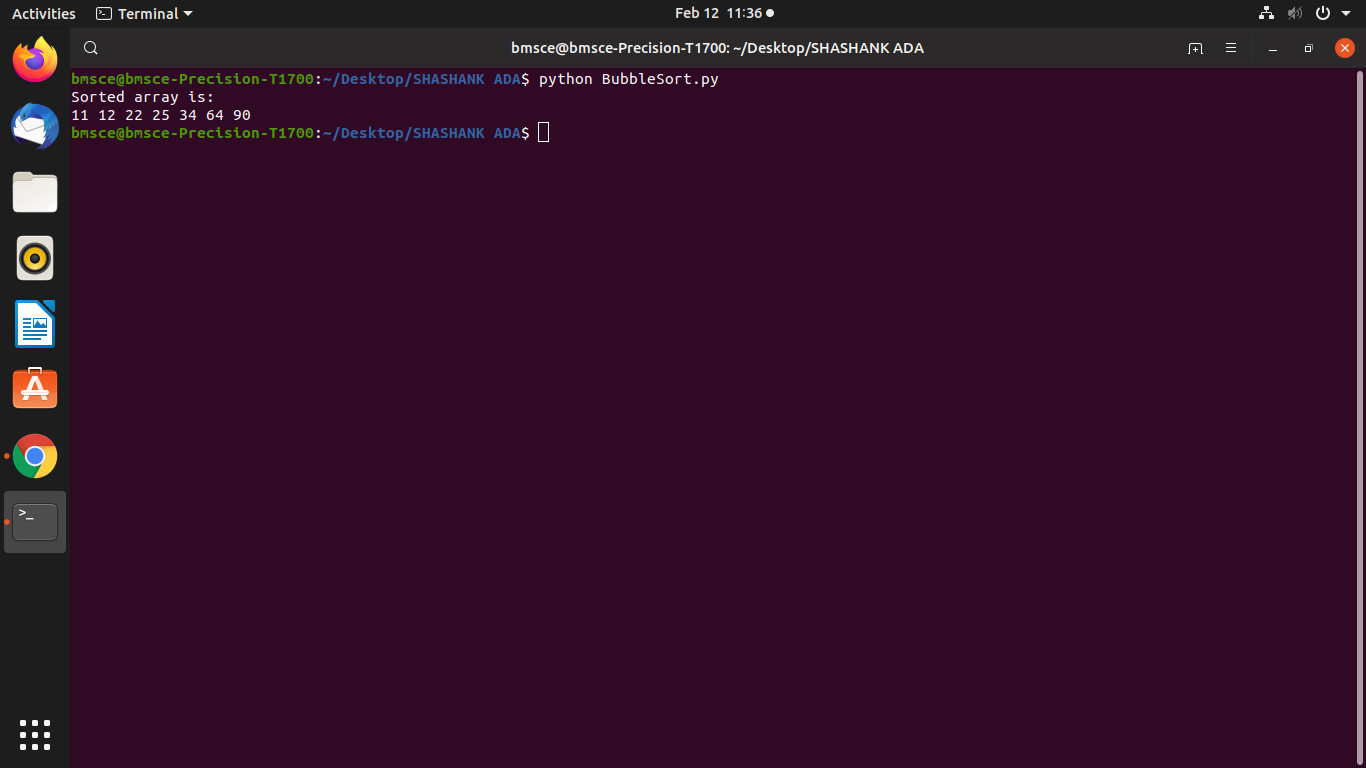 Activities Terminal Feb 12 11:36
bmsce@bmsce-Precision-T1700: ~/Desktop/SHASHANK ADA
bmsce@bmsce-Precision-T1700:~/Desktop/SHASHANK ADA$ python BubbleSort.py
Sorted array is:
11 12 22 25 34 64 90
bmsce@bmsce-Precision-T1700:~/Desktop/SHASHANK ADA$